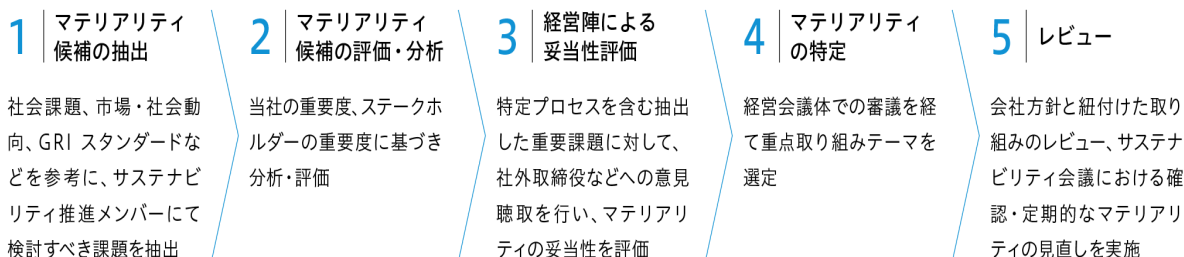 1
マテリアリティ
候補の抽出
社会課題、市場・社会動
向、GRI スタンダードな
どを参考に、サステナビ
リティ推進メンバーにて
検討すべき課題を抽出
2
マテリアリティ
候補の評価・分析
当社の重要度、ステークホ
ルダーの重要度に基づき
分析・評価
3
経営陣による
妥当性評価
特定プロセスを含む抽出
した重要課題に対して、
社外取締役などへの意見
聴取を行い、マテリアリ
ティの妥当性を評価
4
マテリアリティ
の特定
経営会議体での審議を経
て重点取り組みテーマを
選定
5
レビュー
会社方針と紐付けた取り
組みのレビュー、サステナ
ビリティ会議における確
認・定期的なマテリアリ
ティの見直しを実施